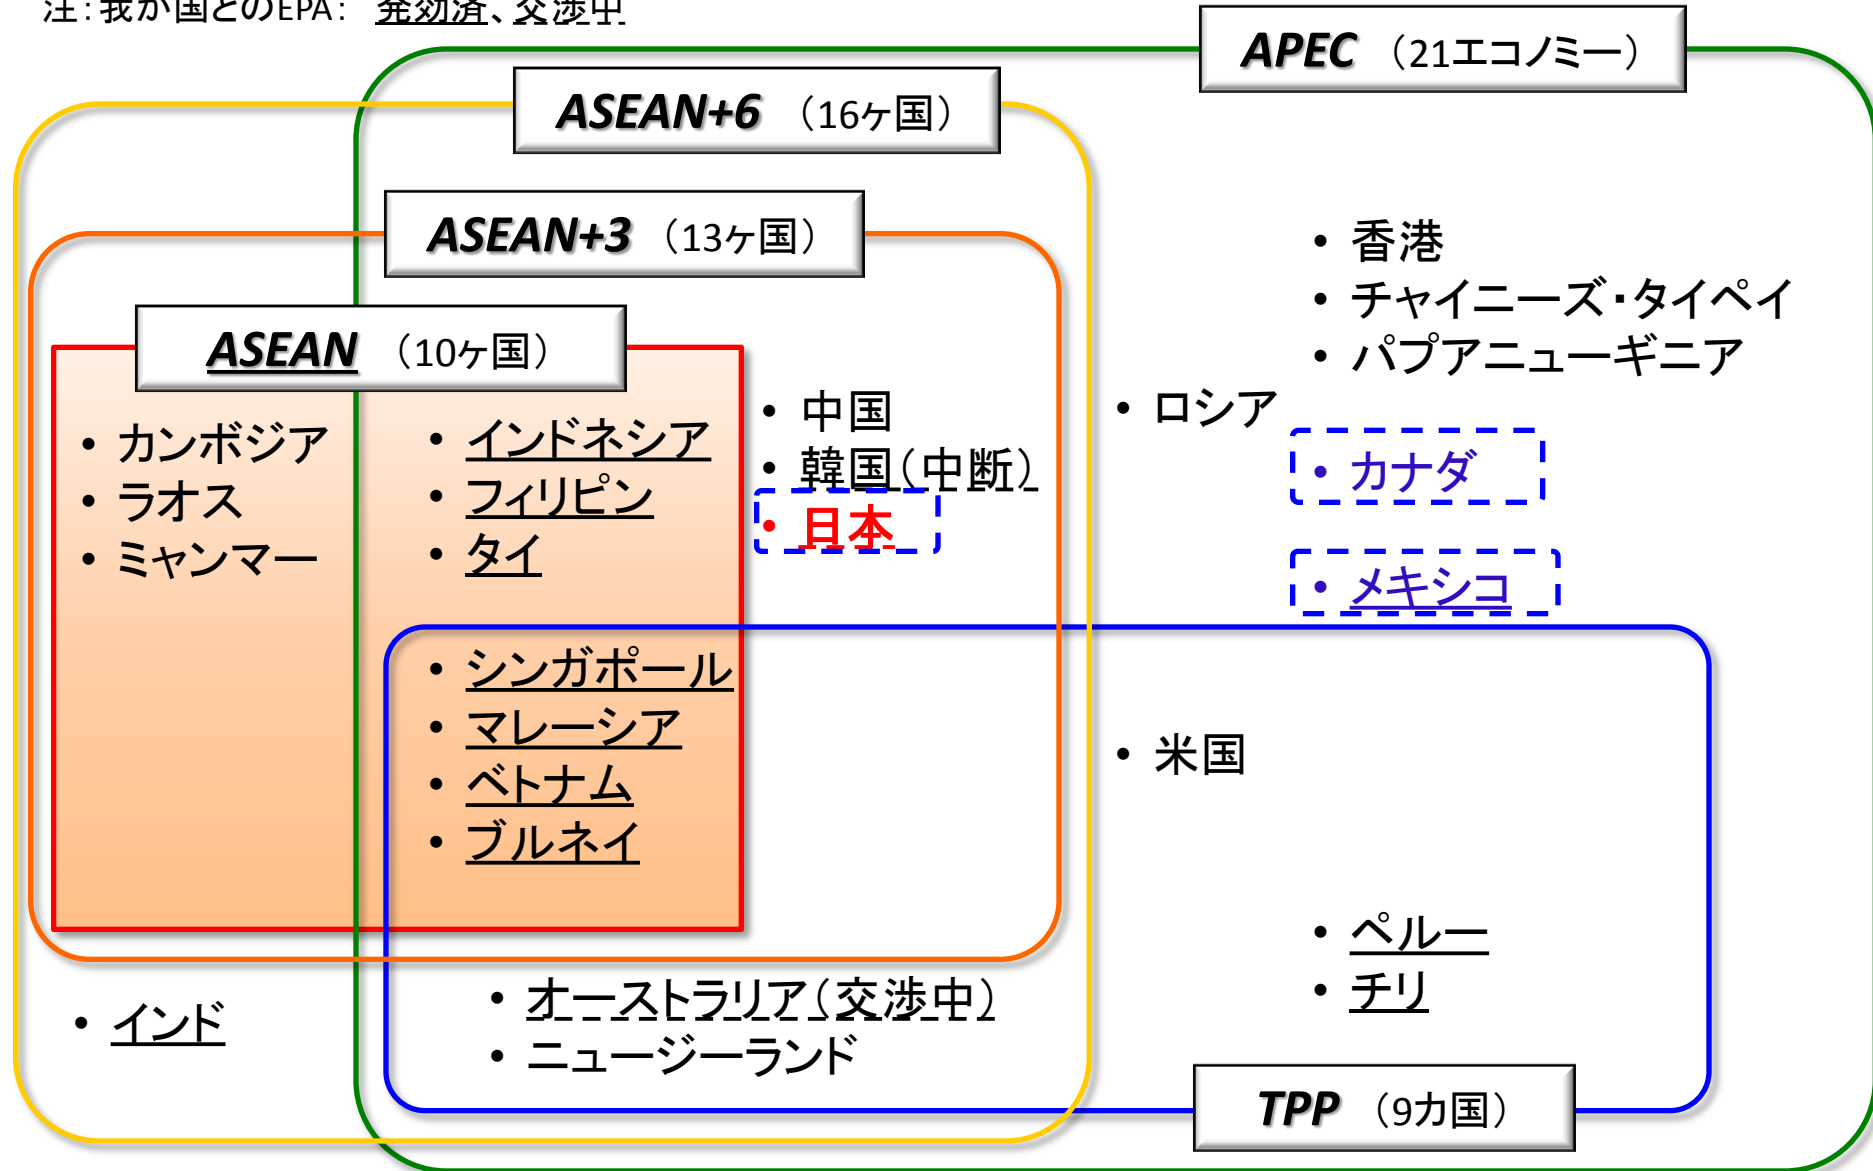 注：我が国とのEPA：　発効済、交渉中
APEC （21エコノミー）
ASEAN+6 （16ヶ国）
ASEAN+3 （13ヶ国）
ASEAN （10ヶ国）
• カンボジア
• ラオス
• ミャンマー
• インドネシア
• フィリピン
• タイ
• シンガポール
• マレーシア
• ベトナム
• ブルネイ
• 中国
• 韓国（中断）
• 日本
• ロシア
• 香港
• チャイニーズ・タイペイ
• パプアニューギニア
• カナダ
• メキシコ
• 米国
• ペルー
• チリ
• インド
• オーストラリア（交渉中）
• ニュージーランド
TPP （9カ国）